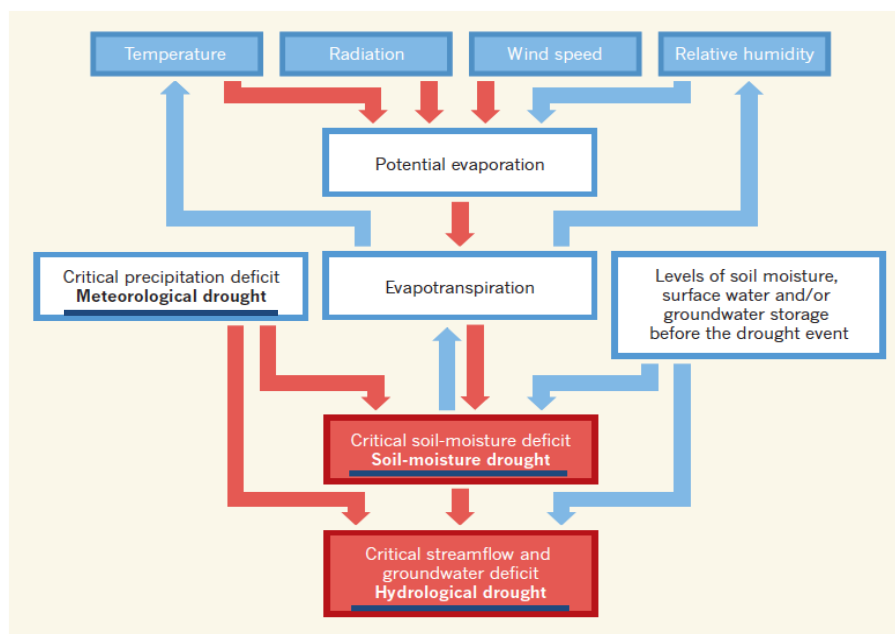 Temperature
Radiation
Wind speed
Relative humidity
Potential evaporation
Critical precipitation deficit
Meteorological drought
Evapotranspiration
Levels of soil moisture,
surface water and/or
groundwater storage
before the drought event
Critical soil-moisture deficit
Soil-moisture drought
Critical streamflow and
groundwater deficit
Hydrological drought